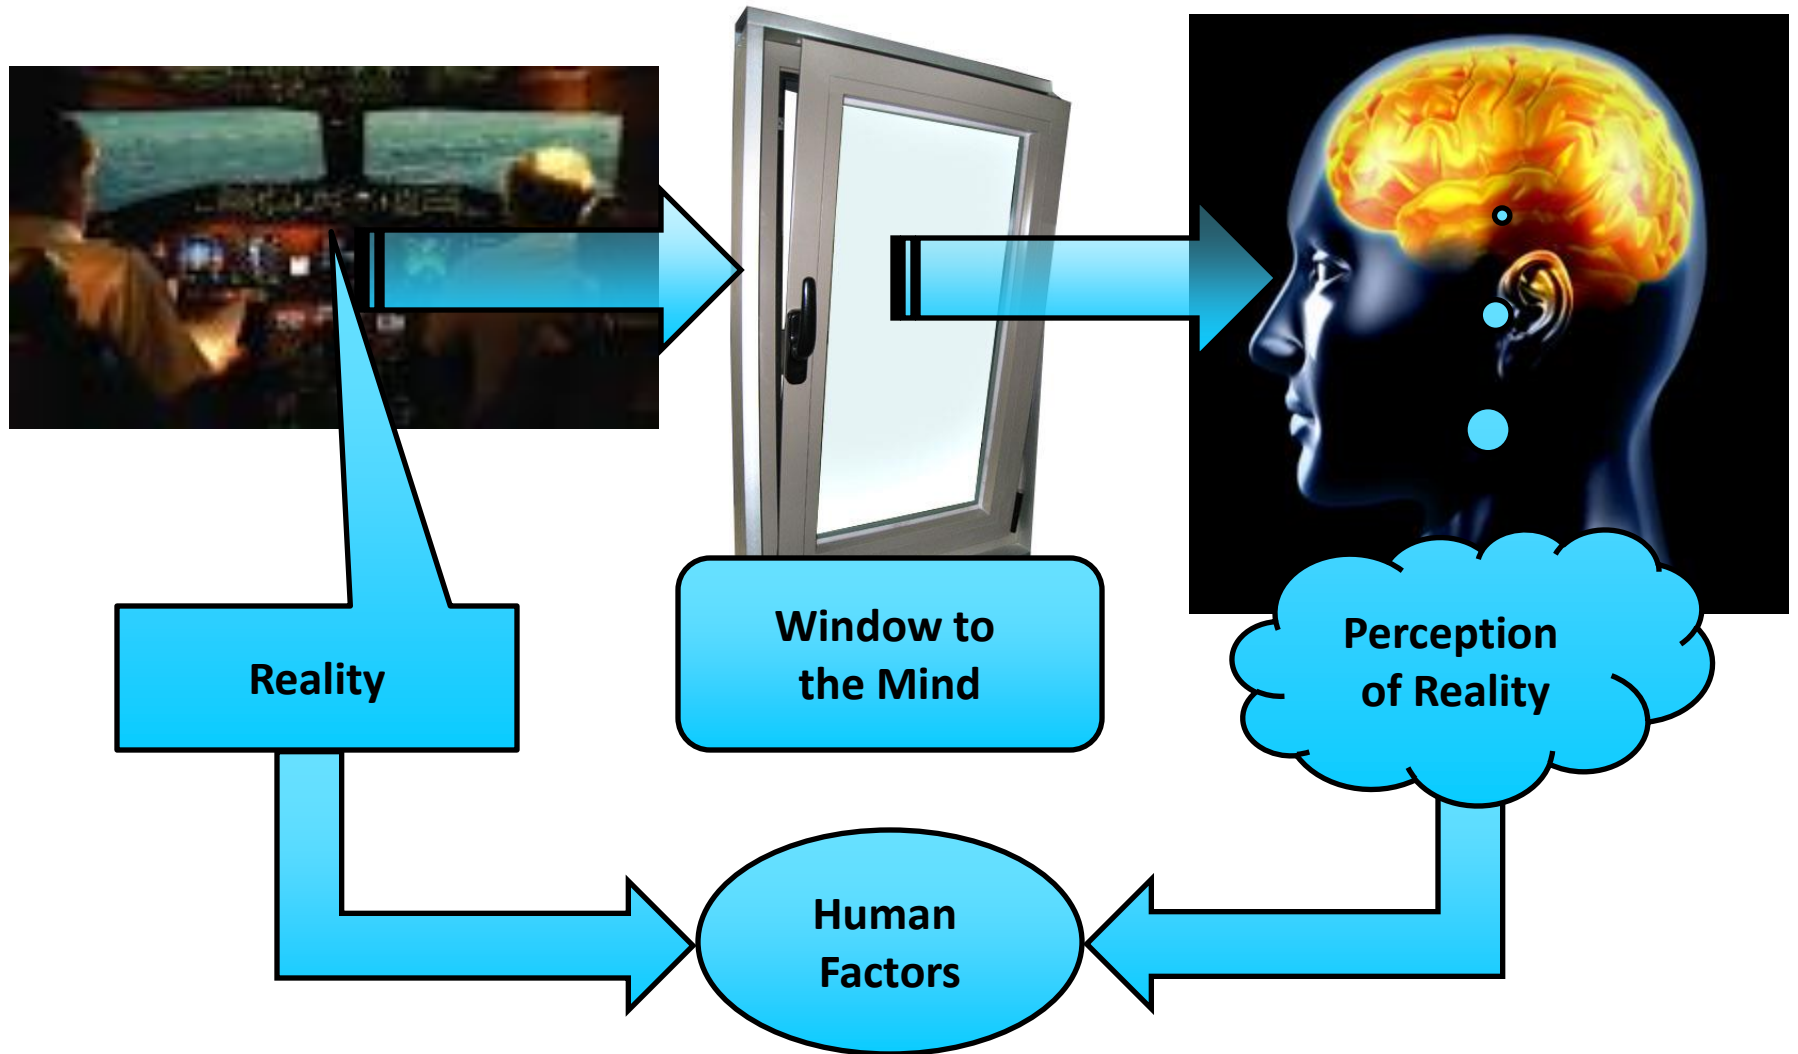 Reality
Window to
the Mind
Perception
of Reality
Human
Factors